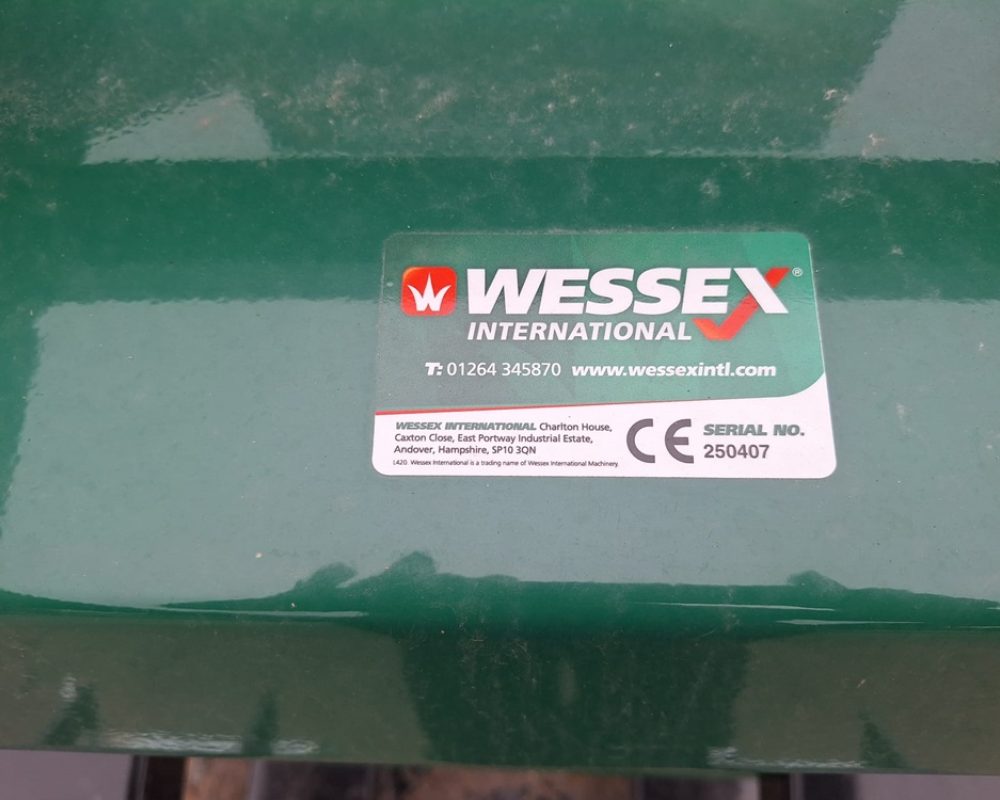 WESSEX®
INTERNATIONAL
T: 01264 345870 www.wessexintl.com
WESSEX INTERNATIONAL Charlton House,
Caxton Close, East Portway Industrial Estate,
Andover, Hampshire, SP10 3QN
L420. Wessex International is a trading name of Wessex International Machinery.
CE
SERIAL NO.
250407